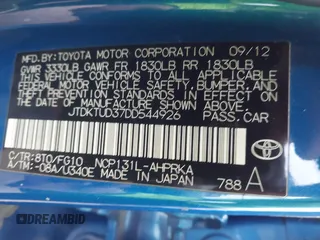 MFD. BY: TOYOTA MOTOR CORPORATION 09/12
GVWR 3330LB GAWR FR 1830LB RR 1830LB
THIS VEHICLE CONFORMS TO ALL APPLICABLE
FEDERAL MOTOR VEHICLE SAFETY, BUMPER, AND
THEFT PREVENTION STANDARDS IN EFFECT ON
THE DATE OF MANUFACTURE SHOWN ABOVE.
JTDKTUD37DD544926 PASS. CAR
C/TR: 8T0/FG10 NCP131L-AHPRKA
A/TM: -08A/U340E MADE IN JAPAN
788 A
TOYOTA
DREAMBID